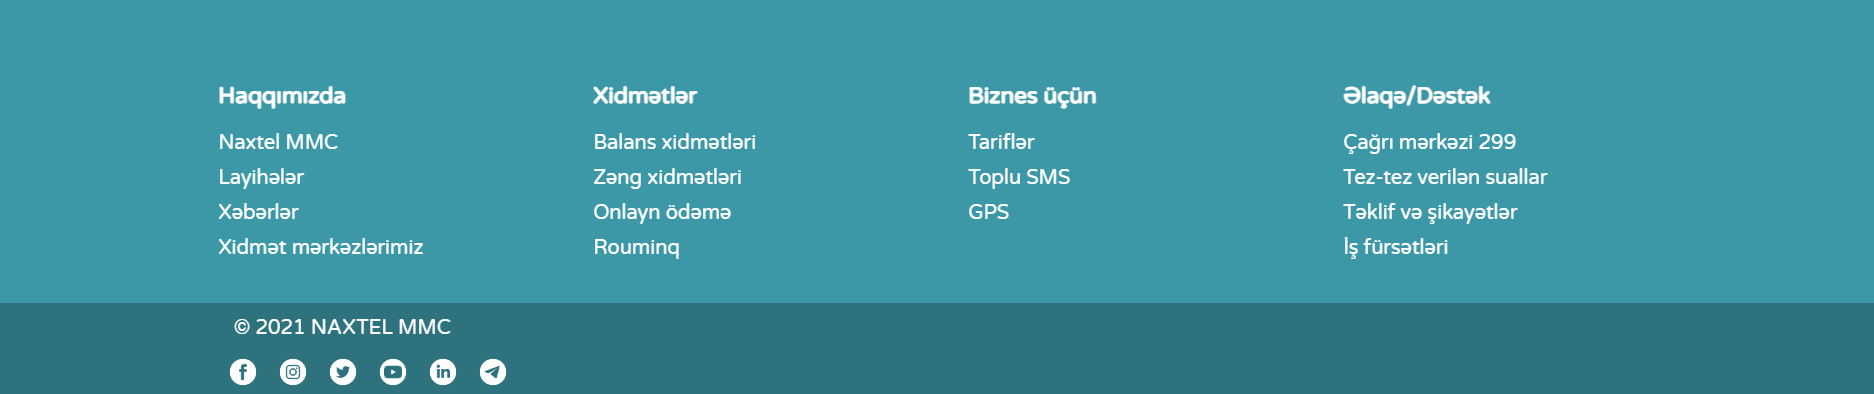 Haqqımızda
Naxtel MMC
Layihələr
Xəbərlər
Xidmət mərkəzlərimiz
Xidmətlər
Balans xidmətləri
Zəng xidmətləri
Onlayn ödəmə
Rouminq
Biznes üçün
Tariflər
Toplu SMS
GPS
Əlaqə/Dəstək
Çağrı mərkəzi 299
Tez-tez verilən suallar
Təklif və şikayətlər
İş fürsətləri
© 2021 NAXTEL MMC